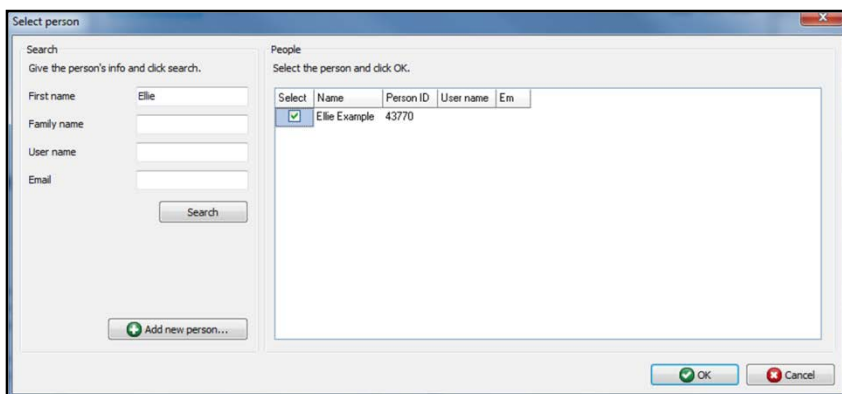 Select person
Search
Give the person's info and click search.
First name Ellie
Family name
User name
Email
Search
Add new person...
People
Select the person and click OK.
Select Name Person ID User name Em
Ellie Example 43770
OK Cancel